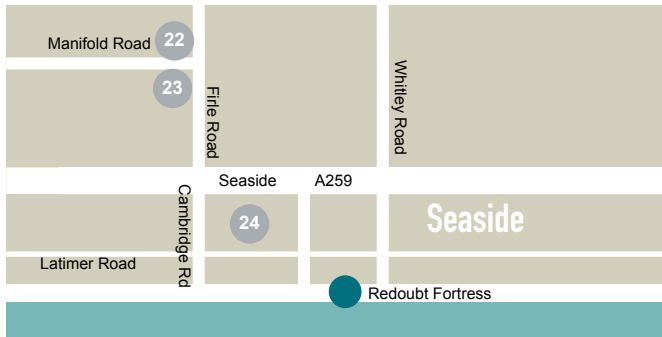 Manifold Road
22
23
Firle Road
Whitley Road
Seaside
A259
Cambridge Rd
24
Seaside
Latimer Road
Redoubt Fortress